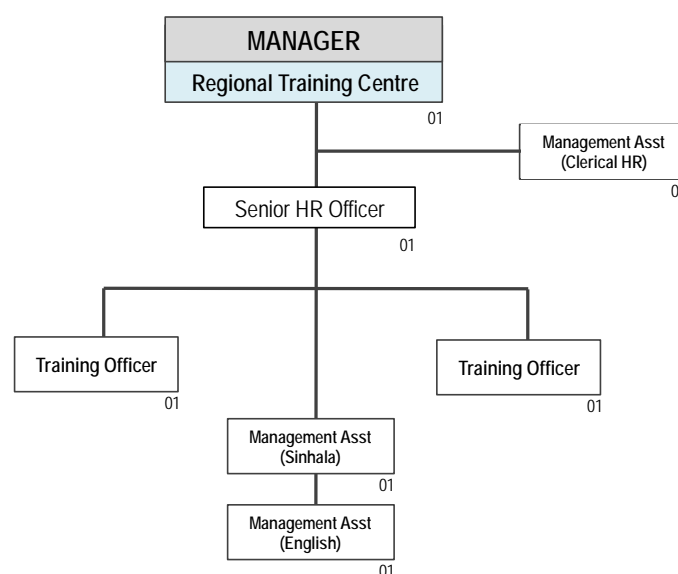 MANAGER
Regional Training Centre
01
Management Asst
(Clerical HR)
Senior HR Officer
01
Training Officer
01
Training Officer
01
Management Asst
(Sinhala)
01
Management Asst
(English)
01